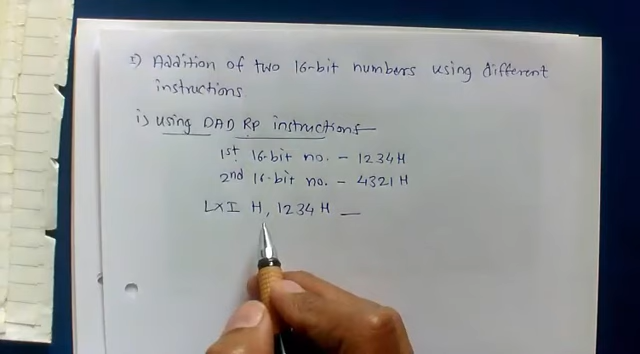 I) Addition of two 16-bit numbers using different
instructions
i) using DAD RP instructions
1st 16-bit no. - 1234 H
2nd 16-bit no. - 4321 H
LXI H, 1234 H —